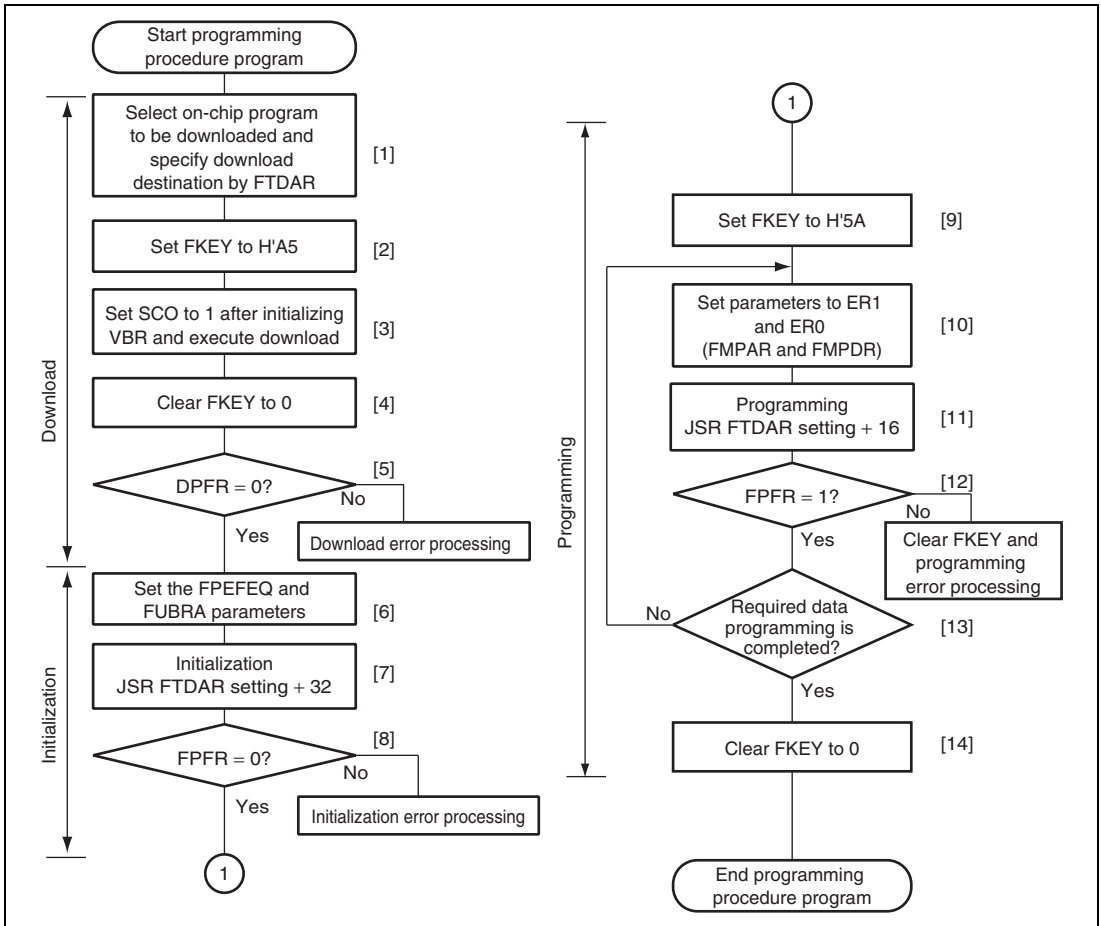 Start programming
procedure program
Select on-chip program
to be downloaded and
specify download
destination by FTDAR
[1]
Set FKEY to H'A5
[2]
Set SCO to 1 after initializing
VBR and execute download
[3]
Clear FKEY to 0
[4]
Download
DPFR = 0?
[5]
No
Yes
Download error processing
Set the FPEFEQ and
FUBRA parameters
[6]
Initialization
JSR FTDAR setting + 32
[7]
Initialization
FPFR = 0?
[8]
No
Yes
Initialization error processing
1
1
Set FKEY to H'5A
[9]
Set parameters to ER1
and ER0
(FMPAR and FMPDR)
[10]
Programming
JSR FTDAR setting + 16
[11]
Programming
FPFR = 1?
[12]
No
Yes
Clear FKEY and
programming
error processing
Required data
programming is
completed?
[13]
No
Yes
Clear FKEY to 0
[14]
End programming
procedure program